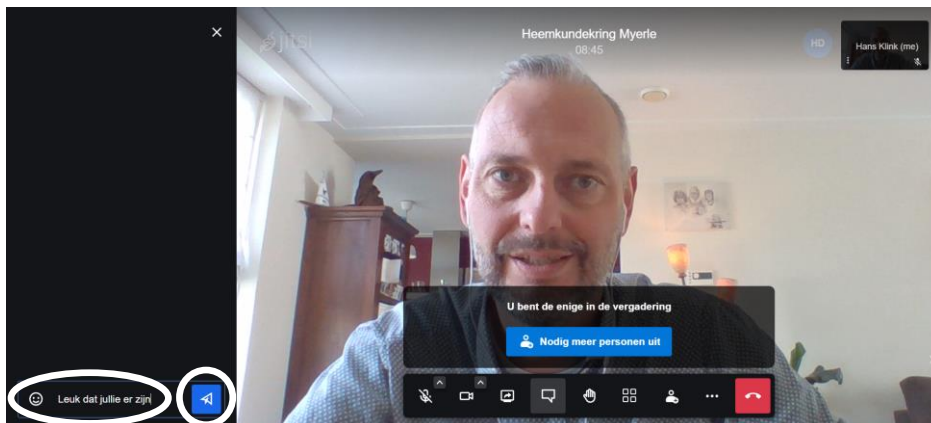 jitsi
Heemkundekring Myerle
08:45
HD
Hans Klink (me)
U bent de enige in de vergadering
Nodig meer personen uit
Leuk dat jullie er zijn